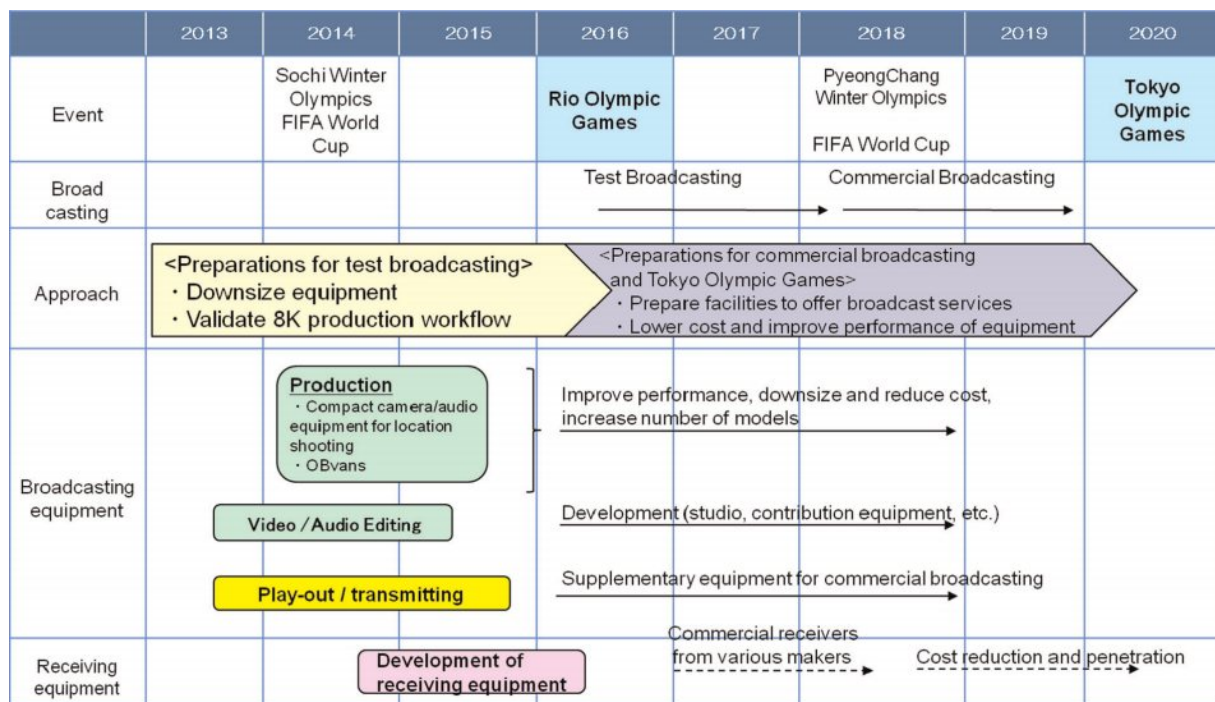 2013 2014 2015 2016 2017 2018 2019 2020
Event
Sochi Winter
Olympics
FIFA World
Cup
Rio Olympic
Games
PyeongChang
Winter Olympics
FIFA World Cup
Tokyo
Olympic
Games
Broad
casting
Test Broadcasting
Commercial Broadcasting
Approach
<Preparations for test broadcasting>
・Downsize equipment
・Validate 8K production workflow
<Preparations for commercial broadcasting
and Tokyo Olympic Games>
・Prepare facilities to offer broadcast services
・Lower cost and improve performance of equipment
Broadcasting
equipment
Production
・Compact camera/audio
equipment for location
shooting
・OBvans
Improve performance, downsize and reduce cost,
increase number of models
Video / Audio Editing
Development (studio, contribution equipment, etc.)
Play-out / transmitting
Supplementary equipment for commercial broadcasting
Receiving
equipment
Development of
receiving equipment
Commercial receivers
from various makers
Cost reduction and penetration